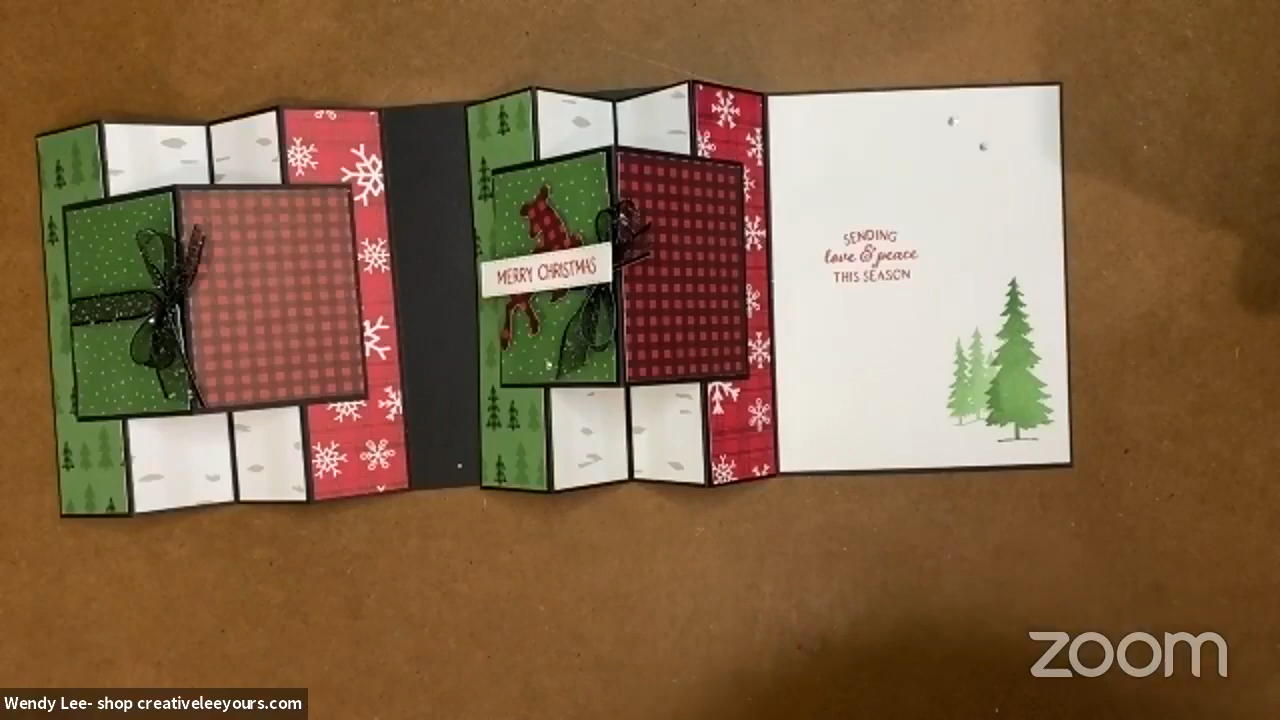 MERRY CHRISTMAS
SENDING
love & peace
THIS SEASON
zoom
Wendy Lee- shop creativeleeyours.com